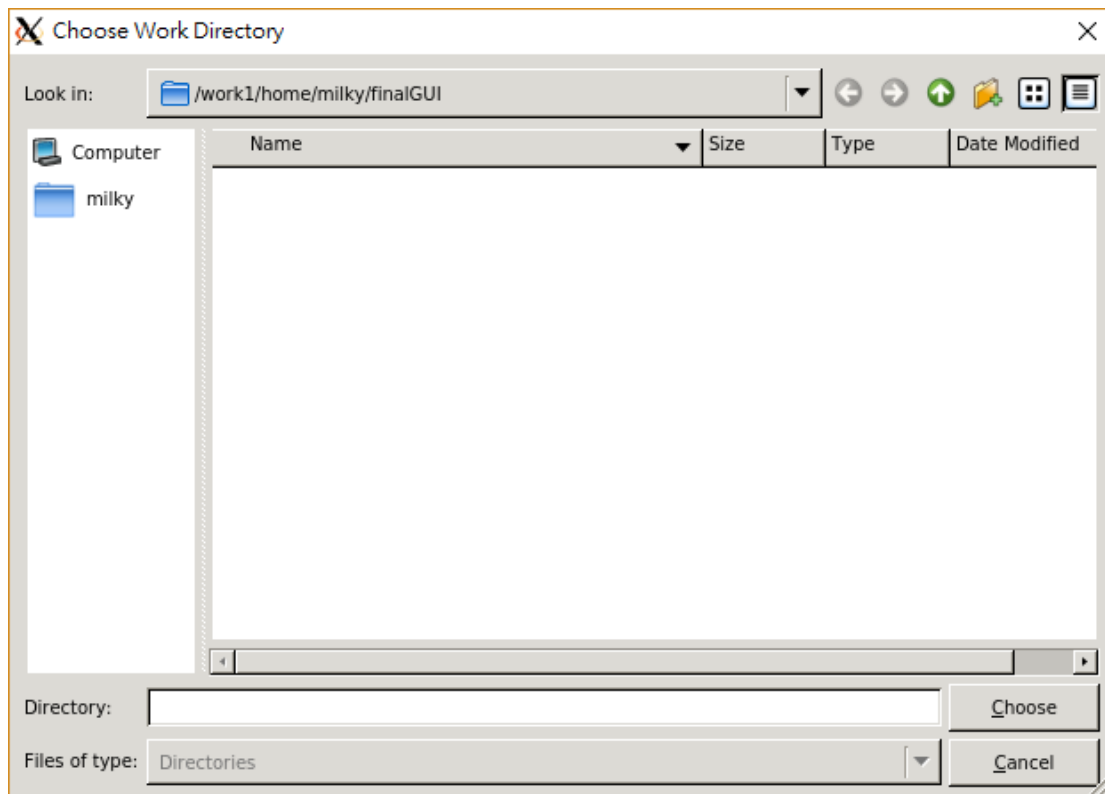 Choose Work Directory
Look in: /work1/home/milky/finalGUI
Computer
milky
Name Size Type Date Modified
Directory: Choose
Files of type: Directories Cancel